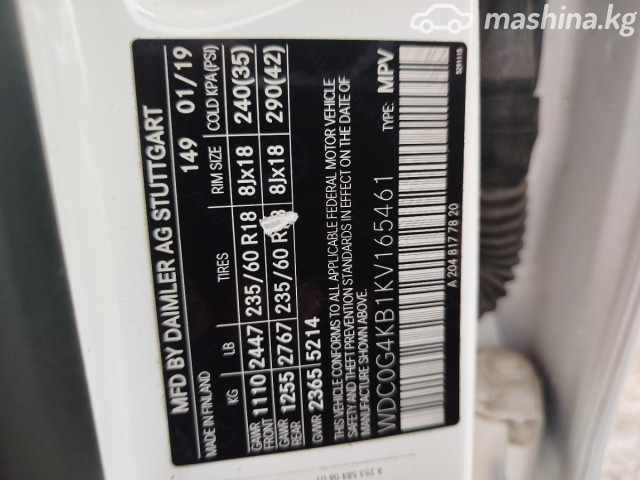 mashina.kg
MFD BY DAIMLER AG STUTTGART
MADE IN FINLAND 149 01/19
KG LB TIRES RIM SIZE COLD KPA(PSI)
GAWR FRONT 1110 2447 235/60 R18 8Jx18 240(35)
GAWR REAR 1255 2767 235/60 R18 8Jx18 290(42)
GVWR 2365 5214
THIS VEHICLE CONFORMS TO ALL APPLICABLE FEDERAL MOTOR VEHICLE
SAFETY AND THEFT PREVENTION STANDARDS IN EFFECT ON THE DATE OF
MANUFACTURE SHOWN ABOVE.
TYPE: MPV
WDC0G4KB1KV165461
A 204 817 78 20